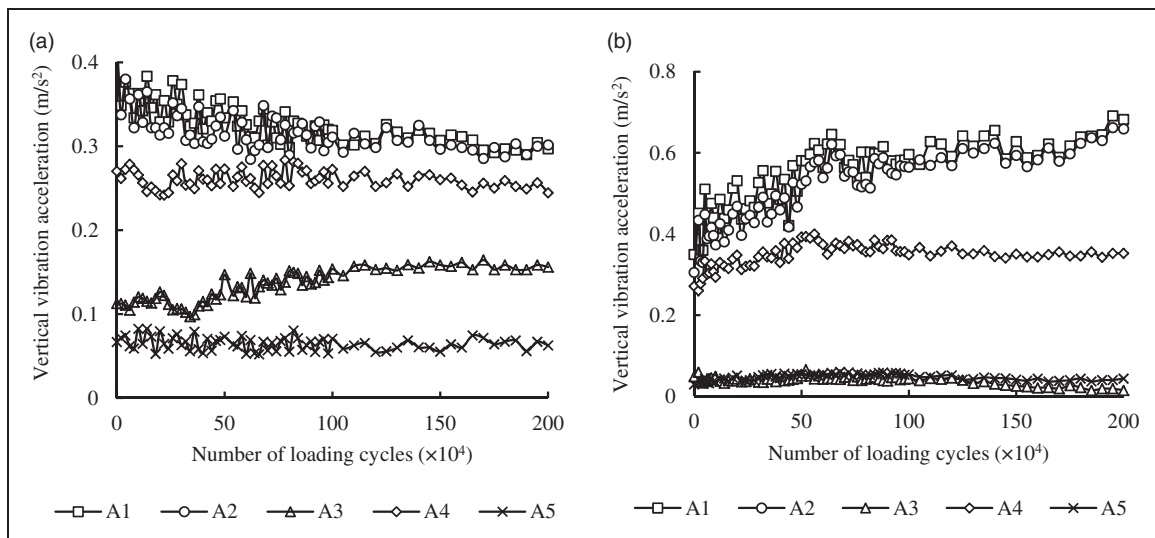 (a)
Vertical vibration acceleration (m/s²)
0.4
0.3
0.2
0.1
0
0 50 100 150 200
Number of loading cycles (×10⁴)
A1 A2 A3 A4 A5
(b)
Vertical vibration acceleration (m/s²)
0.8
0.6
0.4
0.2
0
0 50 100 150 200
Number of loading cycles (×10⁴)
A1 A2 A3 A4 A5